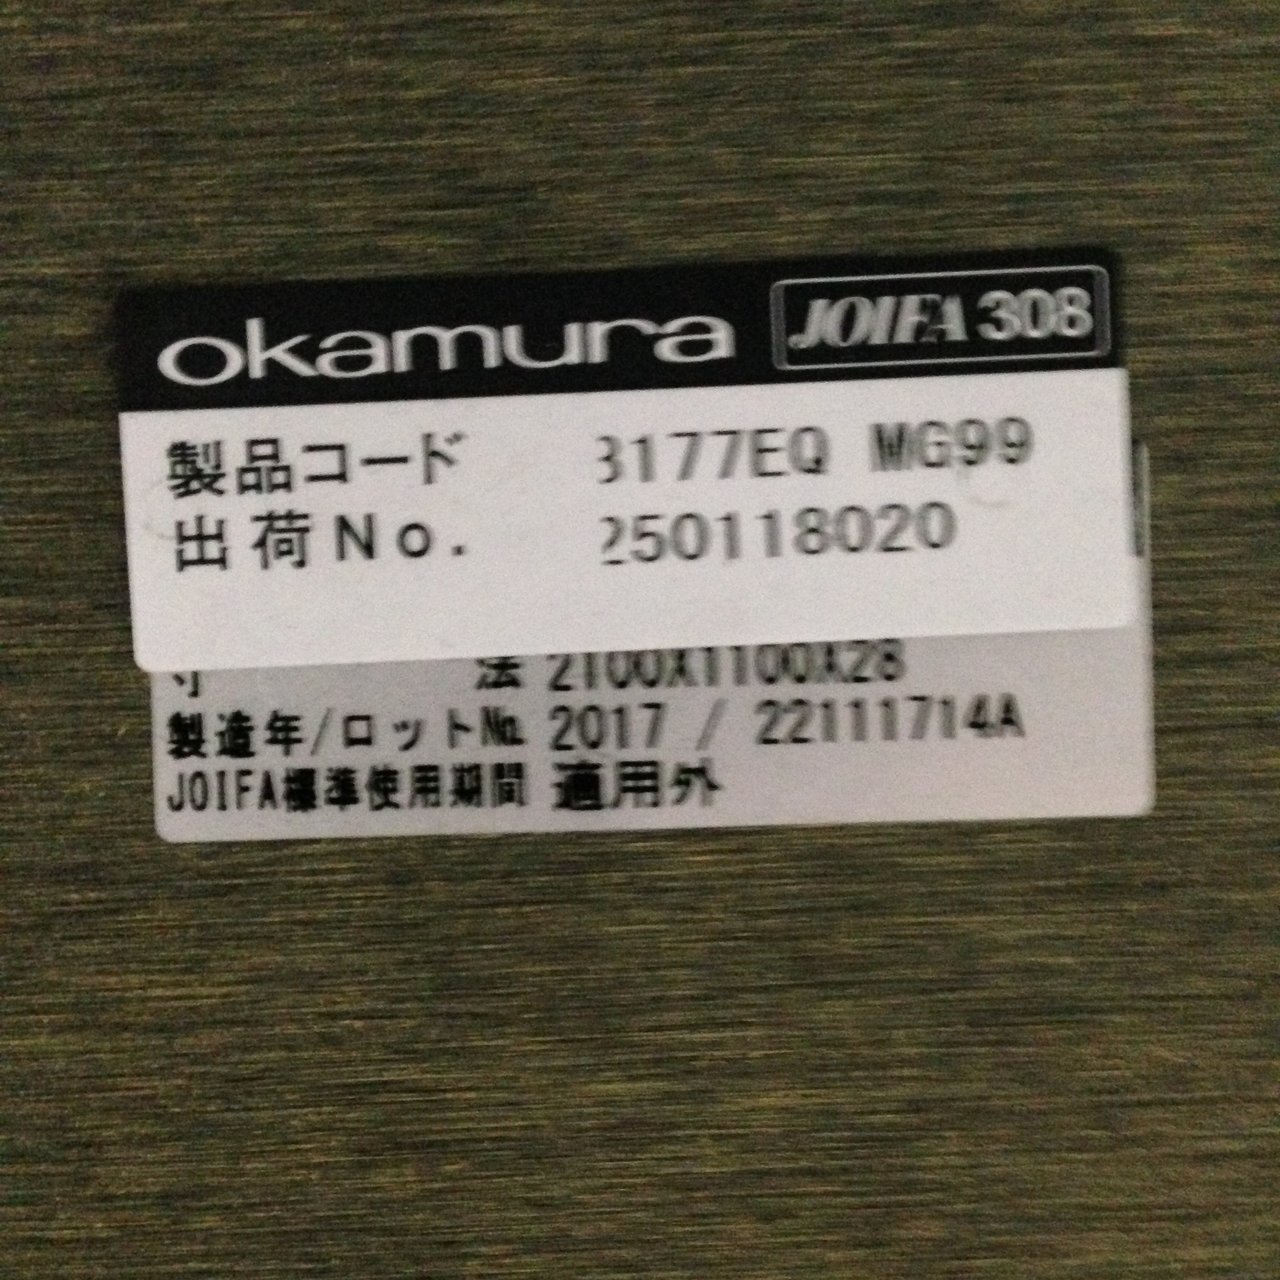 okamura JOIFA 308
製品コード 3177EQ MG99
出荷No. 250118020
寸 法 2100X1100X28
製造年/ロット№ 2017 / 22111714A
JOIFA標準使用期間 適用外